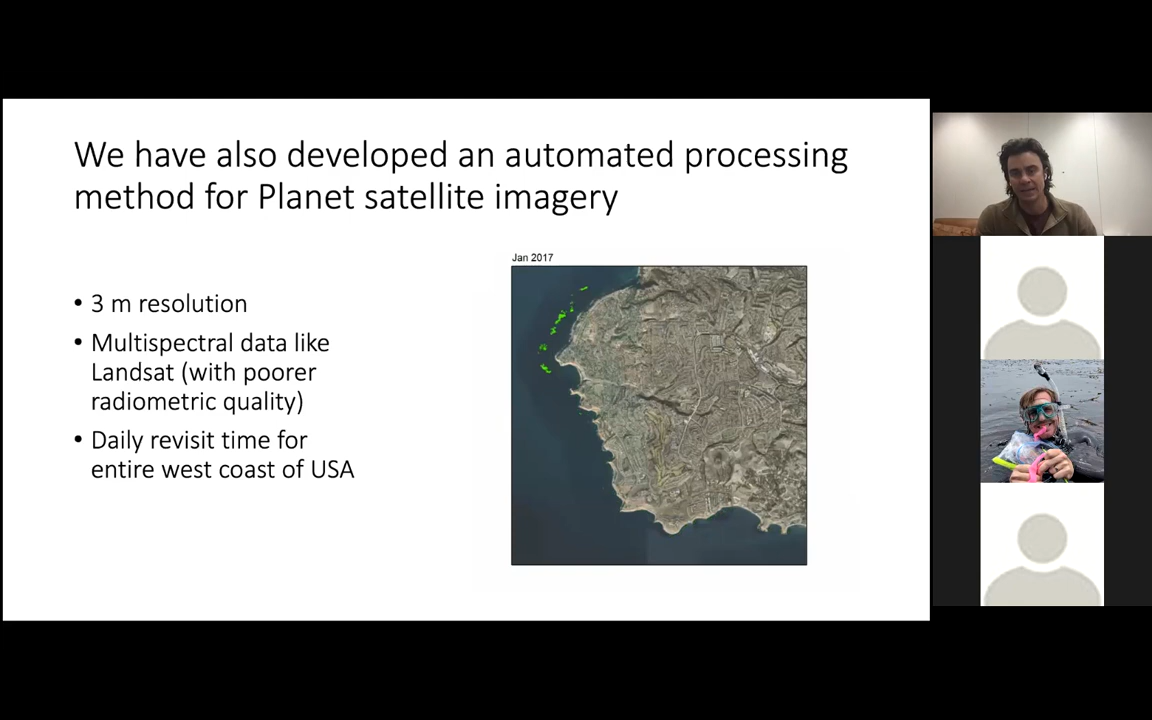 We have also developed an automated processing
method for Planet satellite imagery
Jan 2017
• 3 m resolution
• Multispectral data like
Landsat (with poorer
radiometric quality)
• Daily revisit time for
entire west coast of USA